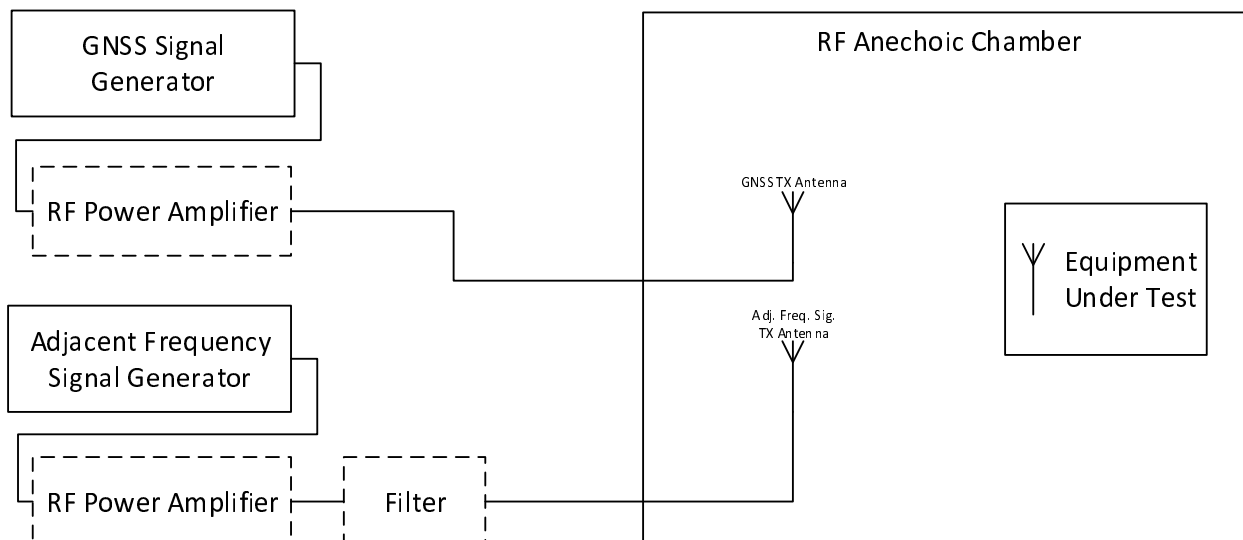 GNSS Signal
Generator
RF Anechoic Chamber
RF Power Amplifier
GNSS TX Antenna
Equipment
Under Test
Adjacent Frequency
Signal Generator
Adj. Freq. Sig.
TX Antenna
RF Power Amplifier
Filter